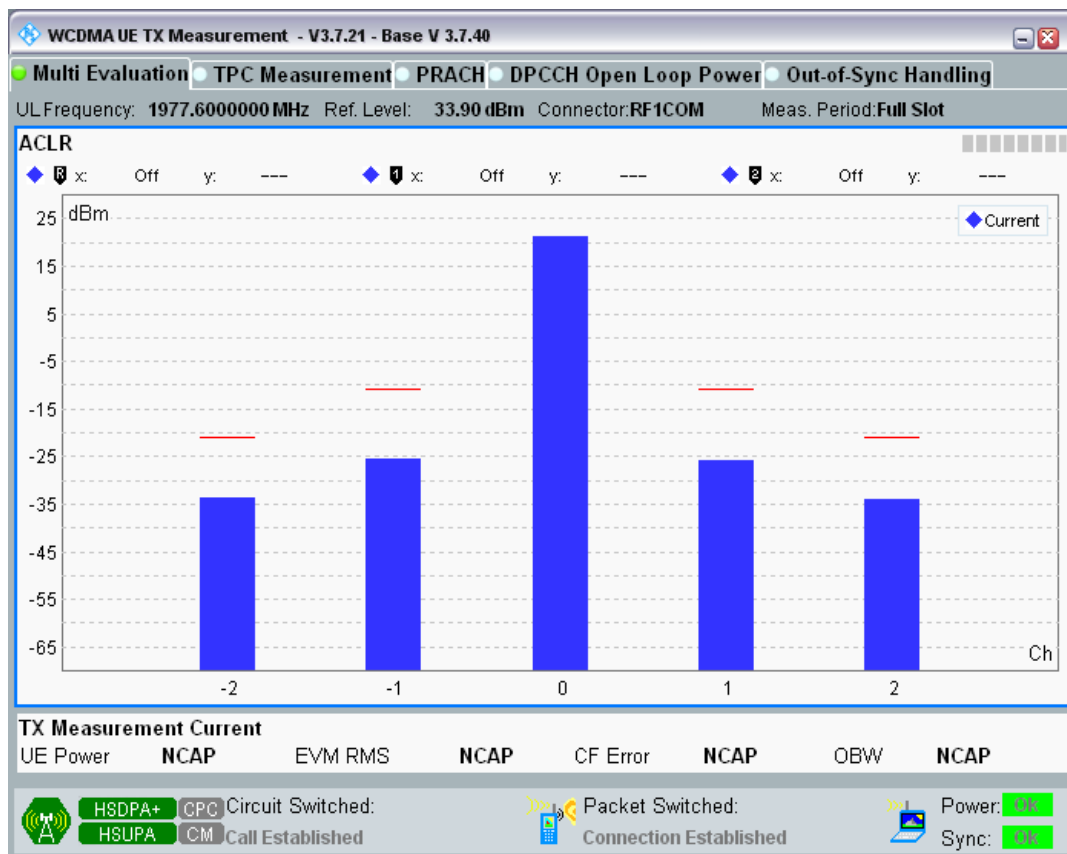 WCDMA UE TX Measurement - V3.7.21 - Base V 3.7.40
Multi Evaluation TPC Measurement PRACH DPCCH Open Loop Power Out-of-Sync Handling
UL Frequency: 1977.6000000 MHz Ref. Level: 33.90 dBm Connector:RF1COM Meas. Period:Full Slot
ACLR
R x: Off y: --- 1 x: Off y: --- 2 x: Off y: ---
dBm
Current
25
15
5
-5
-15
-25
-35
-45
-55
-65
Ch
-2 -1 0 1 2
TX Measurement Current
UE Power NCAP EVM RMS NCAP CF Error NCAP OBW NCAP
HSDPA+ CPC Circuit Switched: Packet Switched: Power: Ok
HSUPA CM Call Established Connection Established Sync: Ok